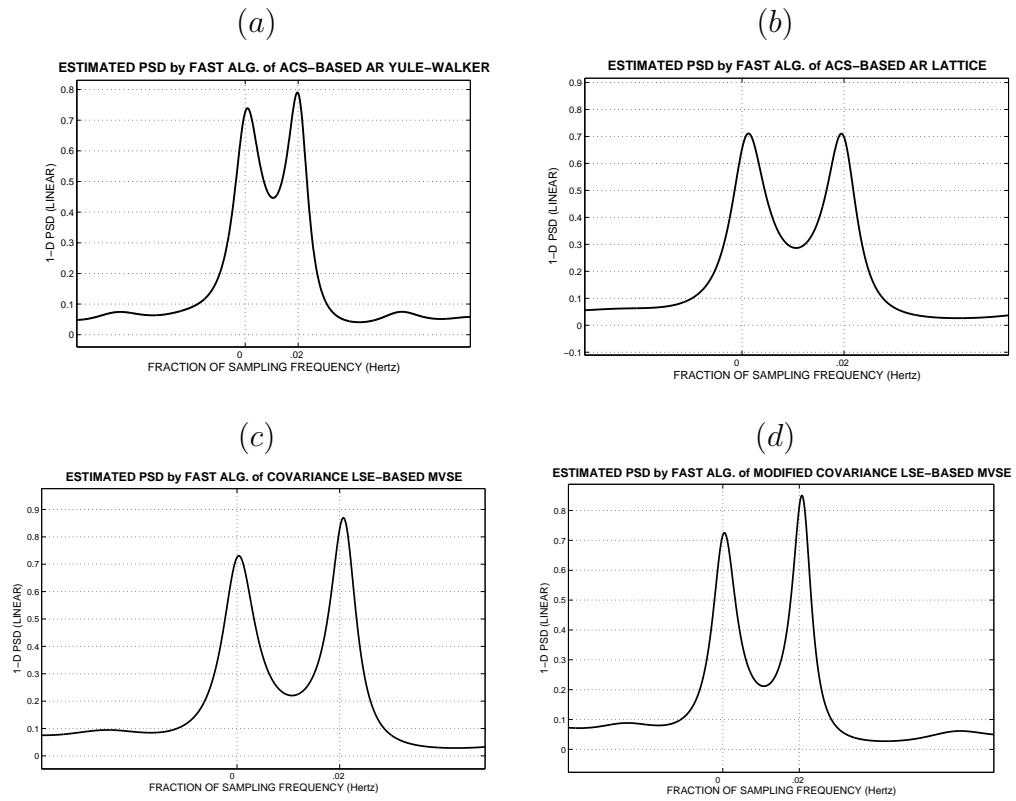 (a)
ESTIMATED PSD by FAST ALG. of ACS−BASED AR YULE−WALKER
0.8
0.7
0.6
0.5
0.4
0.3
0.2
0.1
0
1−D PSD (LINEAR)
0 .02
FRACTION OF SAMPLING FREQUENCY (Hertz)
(b)
ESTIMATED PSD by FAST ALG. of ACS−BASED AR LATTICE
0.9
0.8
0.7
0.6
0.5
0.4
0.3
0.2
0.1
0
−0.1
1−D PSD (LINEAR)
0 .02
FRACTION OF SAMPLING FREQUENCY (Hertz)
(c)
ESTIMATED PSD by FAST ALG. of COVARIANCE LSE−BASED MVSE
0.9
0.8
0.7
0.6
0.5
0.4
0.3
0.2
0.1
0
1−D PSD (LINEAR)
0 .02
FRACTION OF SAMPLING FREQUENCY (Hertz)
(d)
ESTIMATED PSD by FAST ALG. of MODIFIED COVARIANCE LSE−BASED MVSE
0.8
0.7
0.6
0.5
0.4
0.3
0.2
0.1
0
1−D PSD (LINEAR)
0 .02
FRACTION OF SAMPLING FREQUENCY (Hertz)